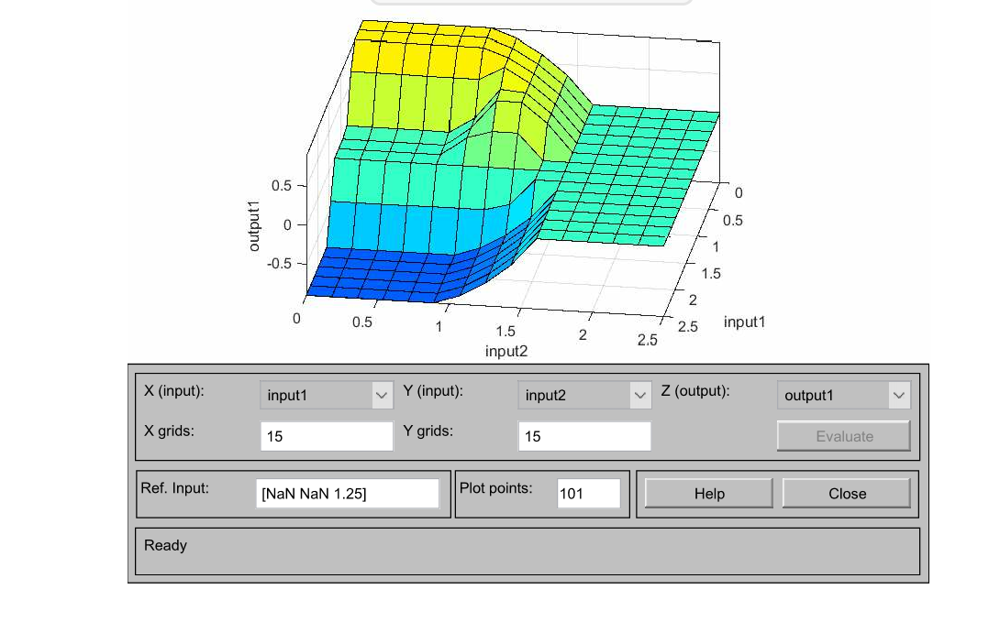 output1
0.5
0
-0.5
0
0.5
1
1.5
2
2.5
input2
0
0.5
1
1.5
2
2.5
input1
X (input): input1 Y (input): input2 Z (output): output1
X grids: 15 Y grids: 15 Evaluate
Ref. Input: [NaN NaN 1.25] Plot points: 101 Help Close
Ready